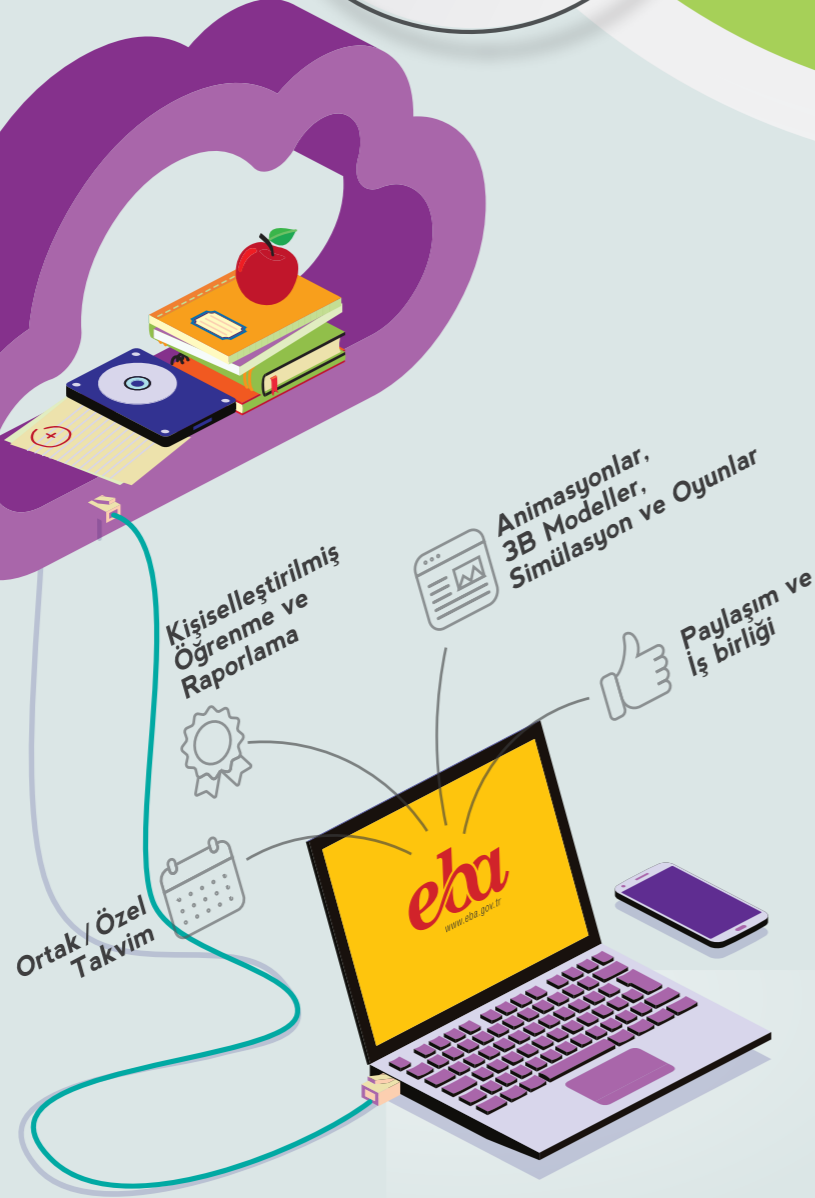 Animasyonlar,
3B Modeller,
Simülasyon ve Oyunlar
Kişiselleştirilmiş
Öğrenme ve
Raporlama
Paylaşım ve
İş birliği
eba
www.eba.gov.tr
Ortak / Özel
Takvim